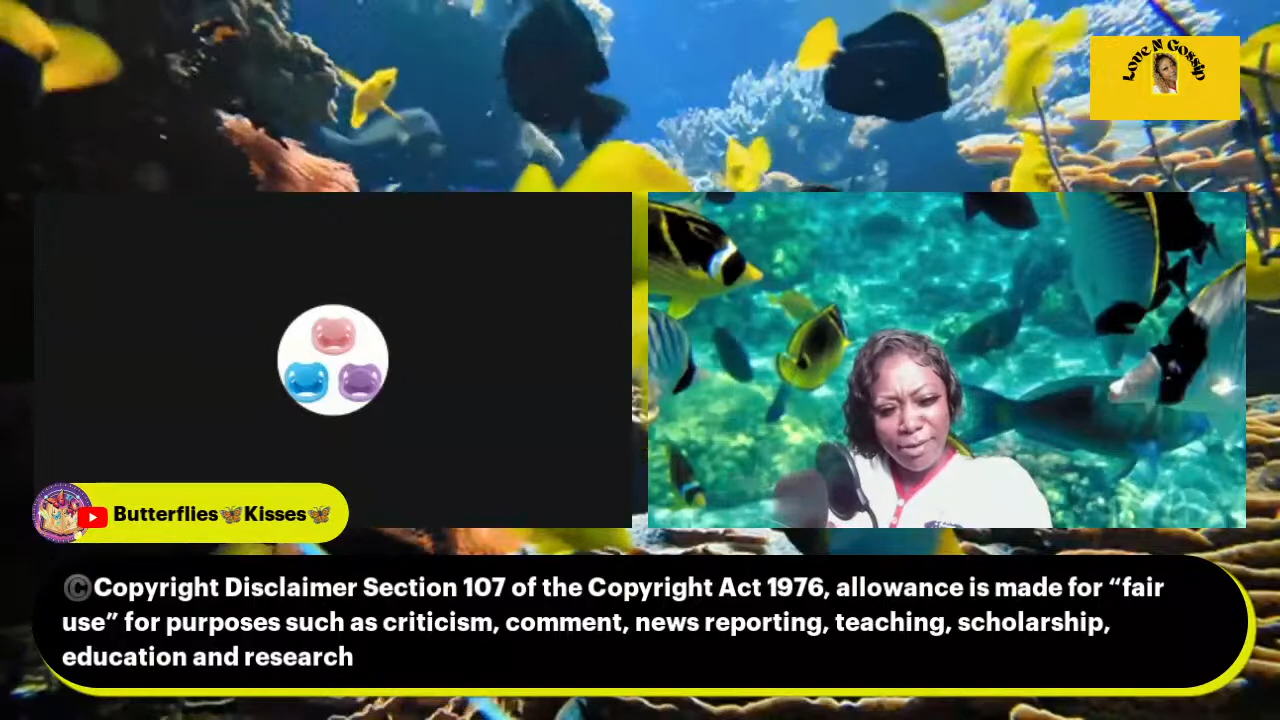 Love N Gossip
Butterflies🦋Kisses🦋
©Copyright Disclaimer Section 107 of the Copyright Act 1976, allowance is made for “fair
use” for purposes such as criticism, comment, news reporting, teaching, scholarship,
education and research